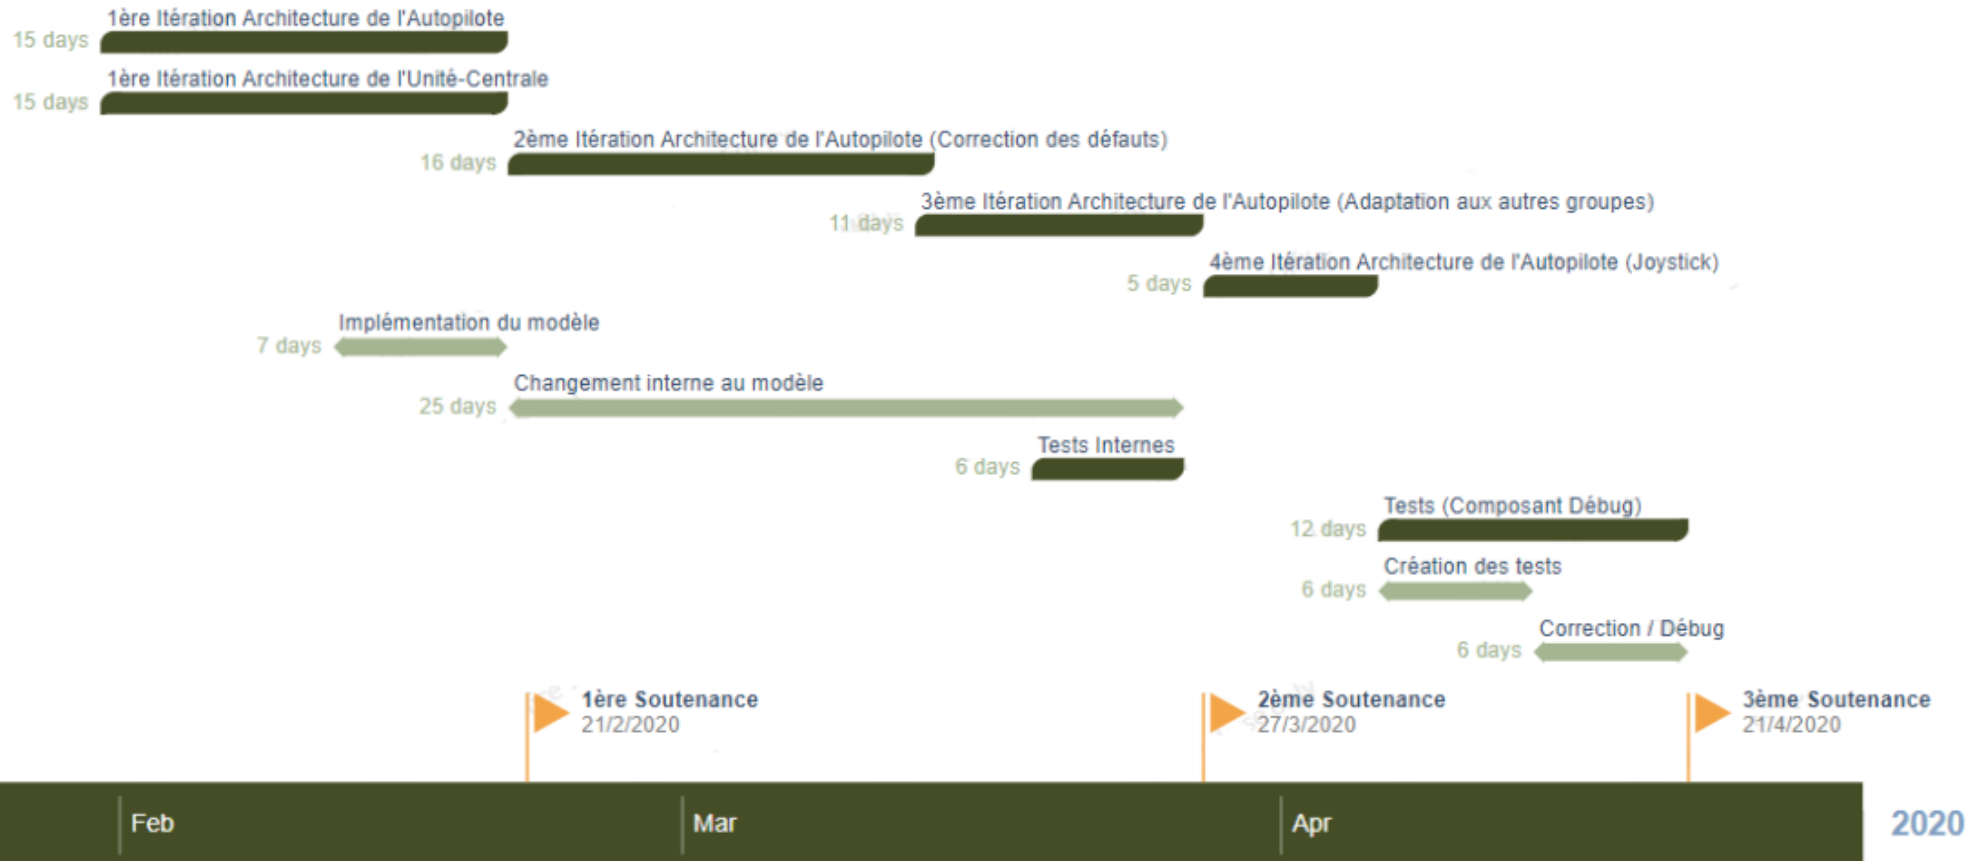 1ère Itération Architecture de l'Autopilote
15 days
1ère Itération Architecture de l'Unité-Centrale
15 days
2ème Itération Architecture de l'Autopilote (Correction des défauts)
16 days
3ème Itération Architecture de l'Autopilote (Adaptation aux autres groupes)
11 days
4ème Itération Architecture de l'Autopilote (Joystick)
5 days
Implémentation du modèle
7 days
Changement interne au modèle
25 days
Tests Internes
6 days
Tests (Composant Débug)
12 days
Création des tests
6 days
Correction / Débug
6 days
1ère Soutenance
21/2/2020
2ème Soutenance
27/3/2020
3ème Soutenance
21/4/2020
Feb Mar Apr 2020